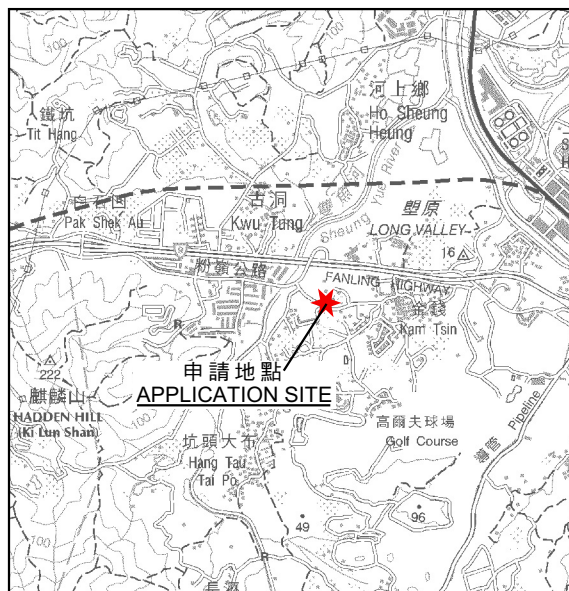 100
鐵坑
Tit Hang
河上鄉
Ho Sheung
Heung
白石凹
Pak Shek Au
古洞
Kwu Tung
Sheung Yue River
塱原
LONG VALLEY
16
粉嶺公路
FANLING HIGHWAY
金錢
Kam Tsin
R
申請地點
APPLICATION SITE
222
麒麟山
HADDEN HILL
(Ki Lun Shan)
坑頭大布
Hang Tau
Tai Po
高爾夫球場
Golf Course
Pipeline
49
96
100
R